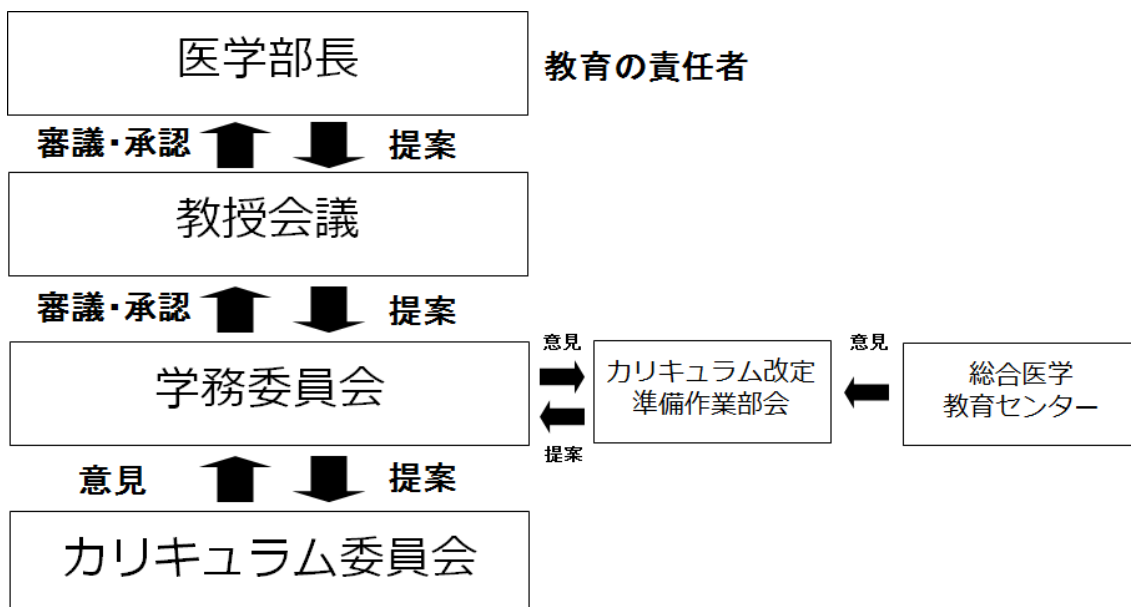 医学部長
教育の責任者
審議・承認
提案
教授会議
審議・承認
提案
学務委員会
意見
提案
カリキュラム改定
準備作業部会
意見
総合医学
教育センター
意見
提案
カリキュラム委員会